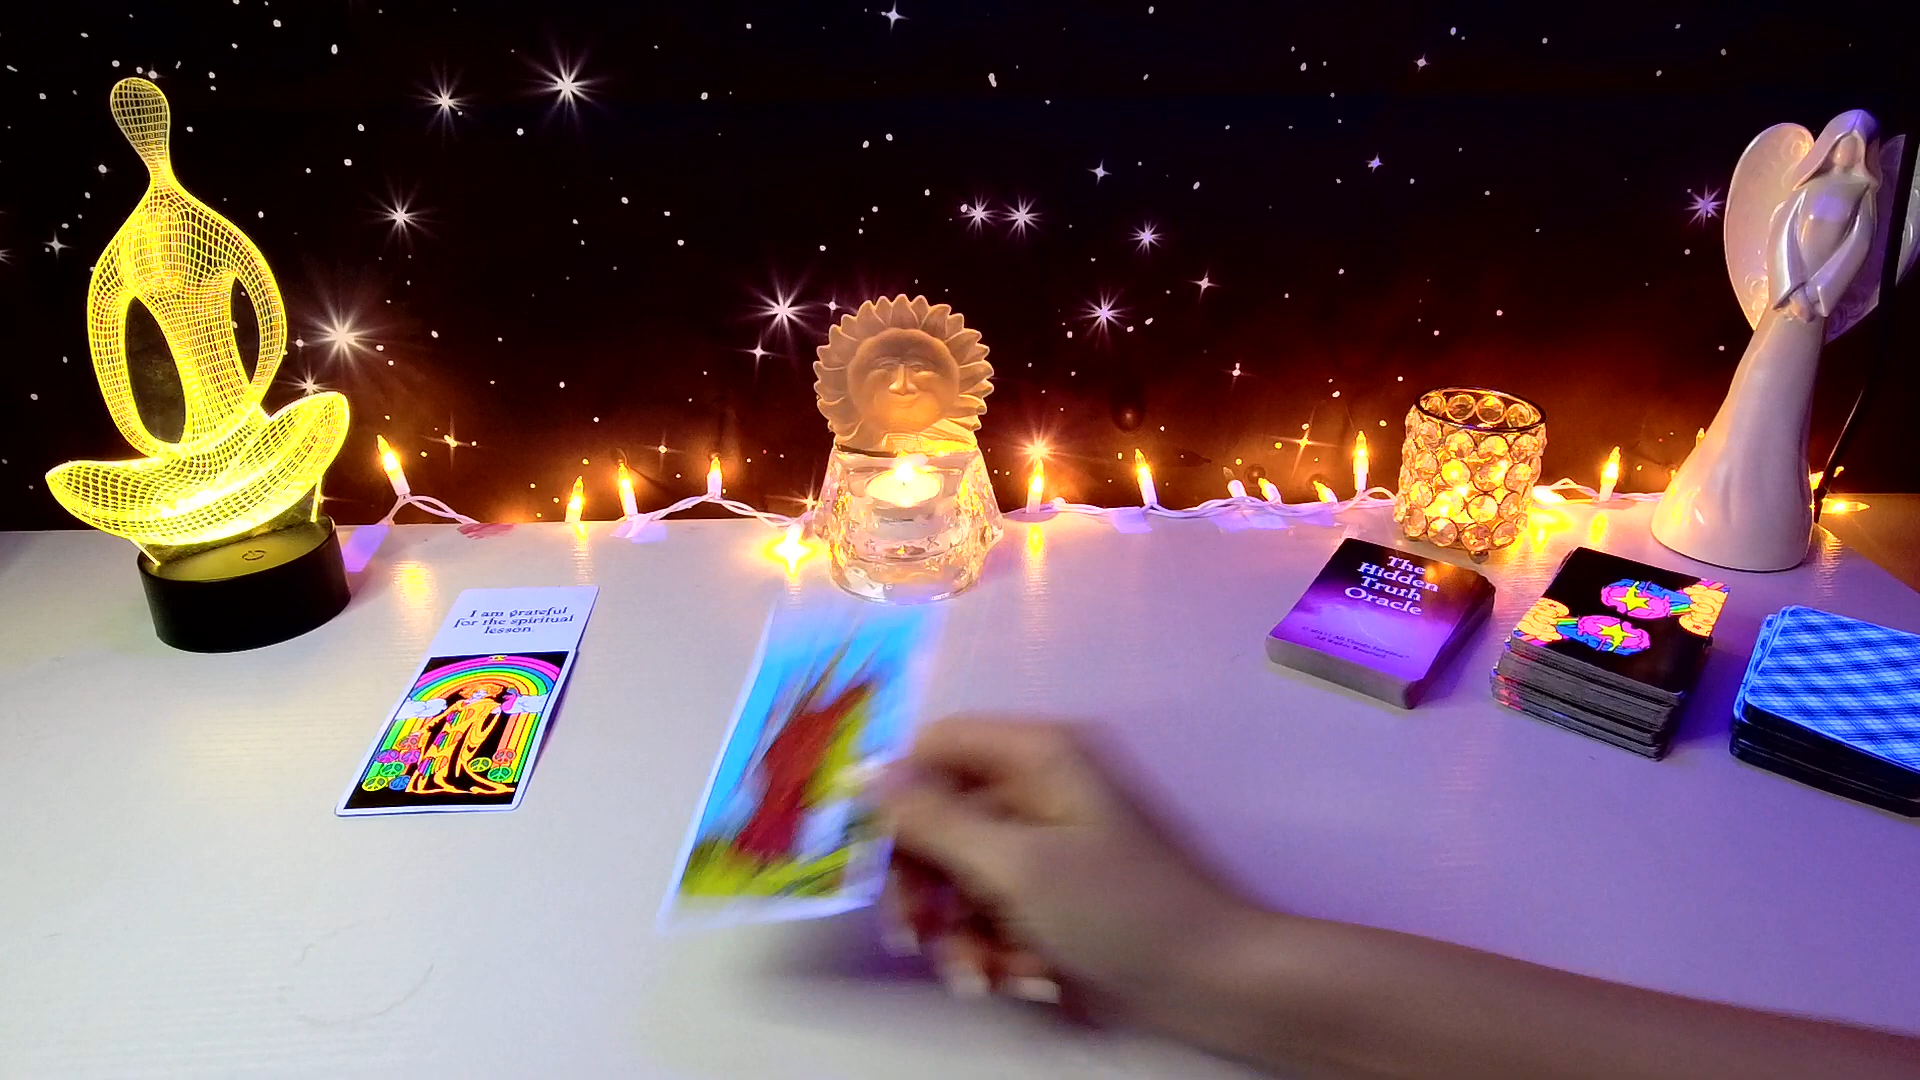 I am grateful
for the spiritual
lesson.
The
Hidden
Truth
Oracle